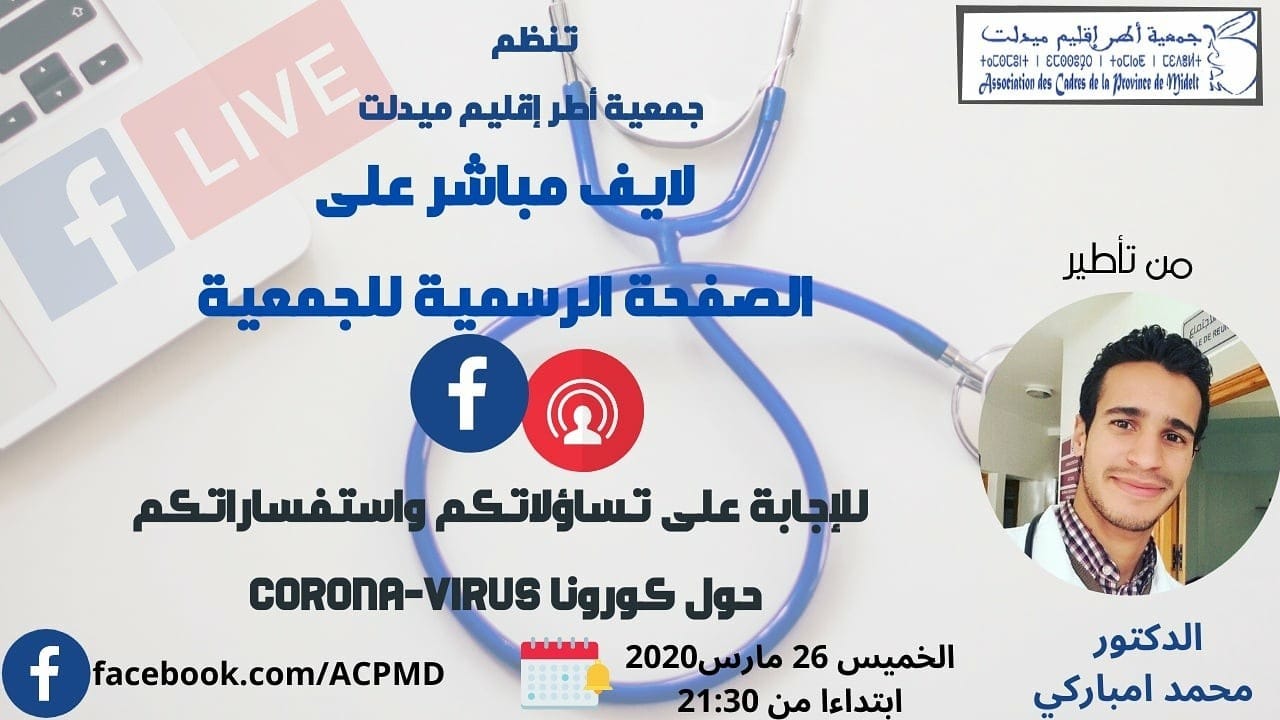 تنظم
جمعية أطر إقليم ميدلت
لايف مباشر على
الصفحة الرسمية للجمعية
للإجابة على تساؤلاتكم واستفساراتكم
حول كورونا CORONA-VIRUS
الخميس 26 مارس2020
ابتداءا من 21:30
facebook.com/ACPMD
LIVE
جمعية أطر إقليم ميدلت
Association des Cadres de la Province de Midelt
من تأطير
الدكتور
محمد امباركي